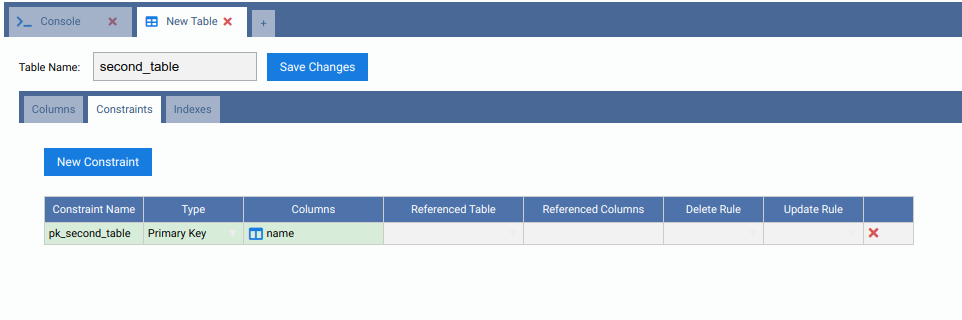 Console New Table +
Table Name: second_table Save Changes
Columns Constraints Indexes
New Constraint
Constraint Name Type Columns Referenced Table Referenced Columns Delete Rule Update Rule
pk_second_table Primary Key name